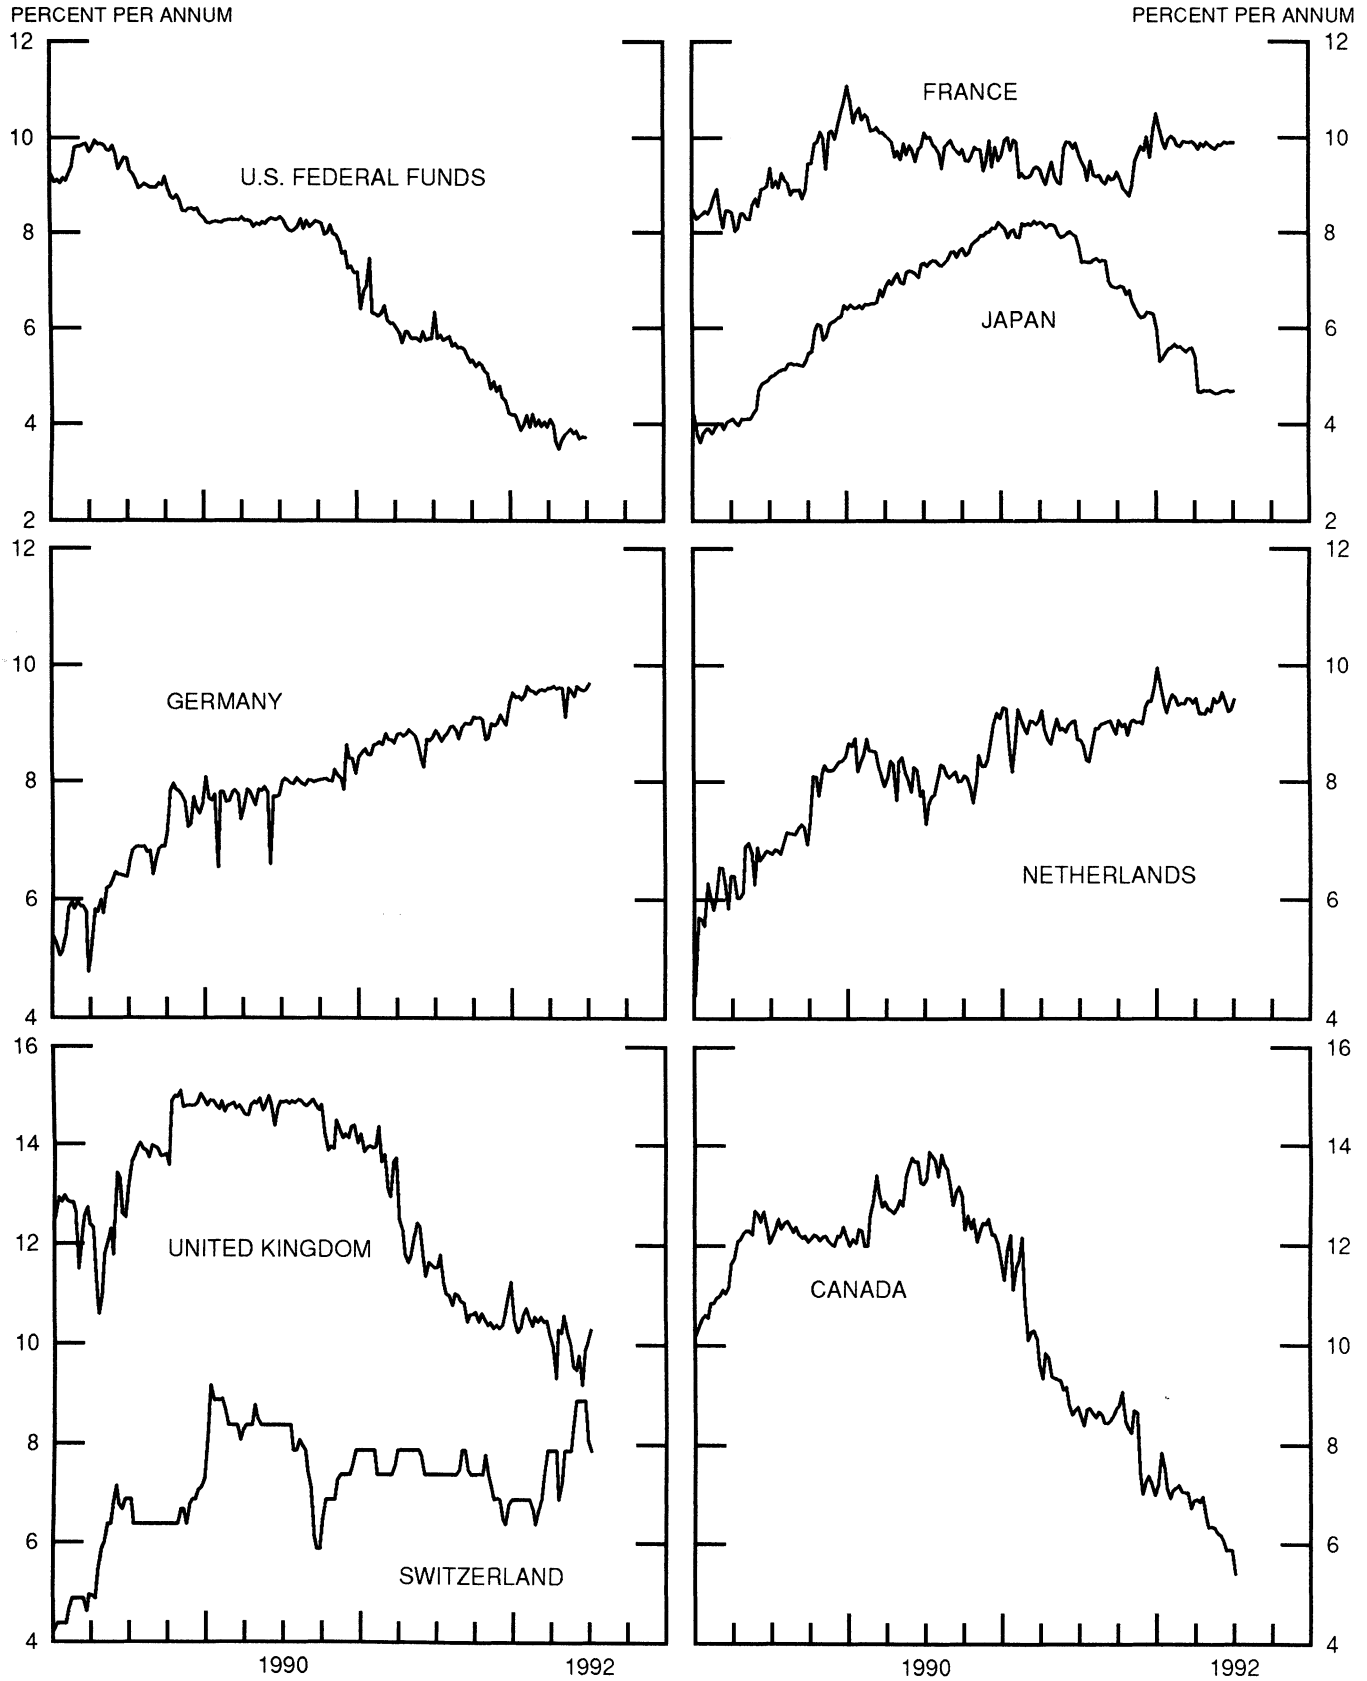 PERCENT PER ANNUM PERCENT PER ANNUM
12 12
FRANCE
10 10
U.S. FEDERAL FUNDS
8 8
JAPAN
6 6
4 4
2 2
12 12
10 10
GERMANY
8 8
NETHERLANDS
6 6
4 4
16 16
14 14
12 12
UNITED KINGDOM
CANADA
10 10
8 8
6 6
SWITZERLAND
4 4
1990 1992 1990 1992